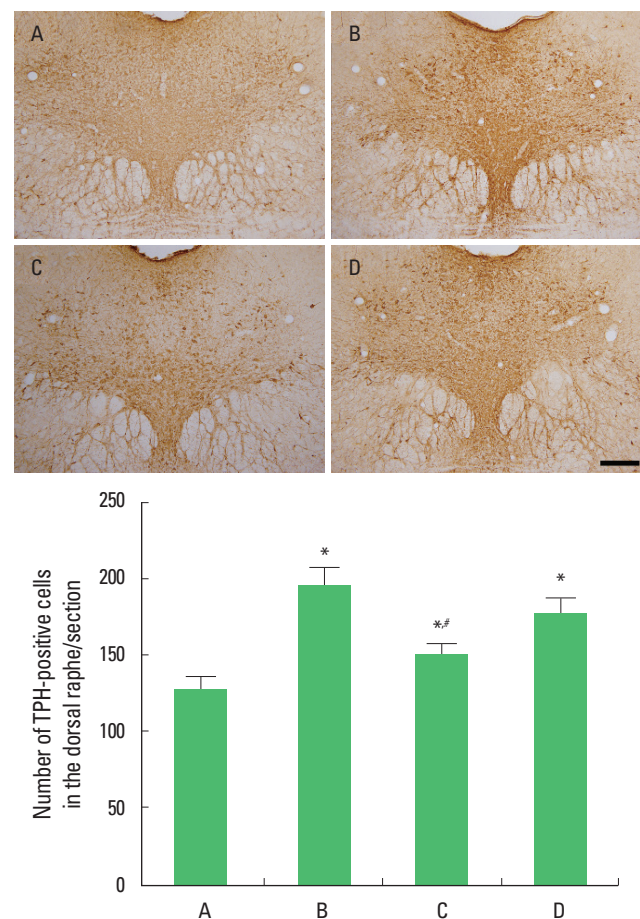 A
B
C
D
250
200
150
100
50
0
Number of TPH-positive cells
in the dorsal raphe/section
*
*,#
*
A
B
C
D